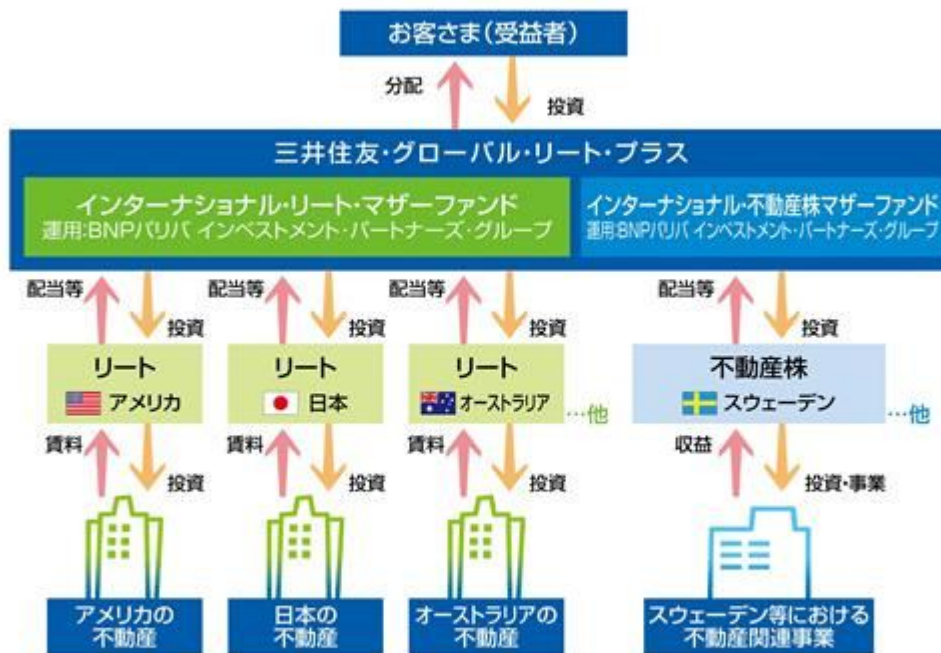 お客さま(受益者)
分配
投資
三井住友・グローバル・リート・プラス
インターナショナル・リート・マザーファンド
運用:BNPパリバ インベストメント・パートナーズ・グループ
インターナショナル・不動産株マザーファンド
運用:BNPパリバ インベストメント・パートナーズ・グループ
配当等
投資
配当等
投資
配当等
投資
配当等
投資
リート
アメリカ
リート
日本
リート
オーストラリア
…他
不動産株
スウェーデン
…他
賃料
投資
賃料
投資
賃料
投資
収益
投資・事業
アメリカの
不動産
日本の
不動産
オーストラリアの
不動産
スウェーデン等における
不動産関連事業